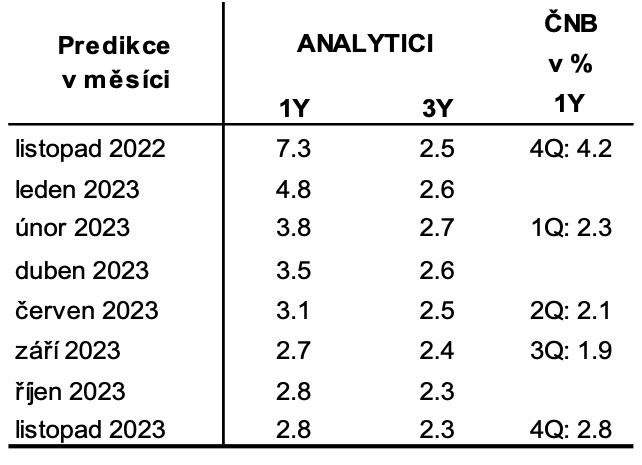 Predikce v měsíci ANALYTICI ČNB v %
1Y 3Y 1Y
listopad 2022 7.3 2.5 4Q: 4.2
leden 2023 4.8 2.6
únor 2023 3.8 2.7 1Q: 2.3
duben 2023 3.5 2.6
červen 2023 3.1 2.5 2Q: 2.1
září 2023 2.7 2.4 3Q: 1.9
říjen 2023 2.8 2.3
listopad 2023 2.8 2.3 4Q: 2.8